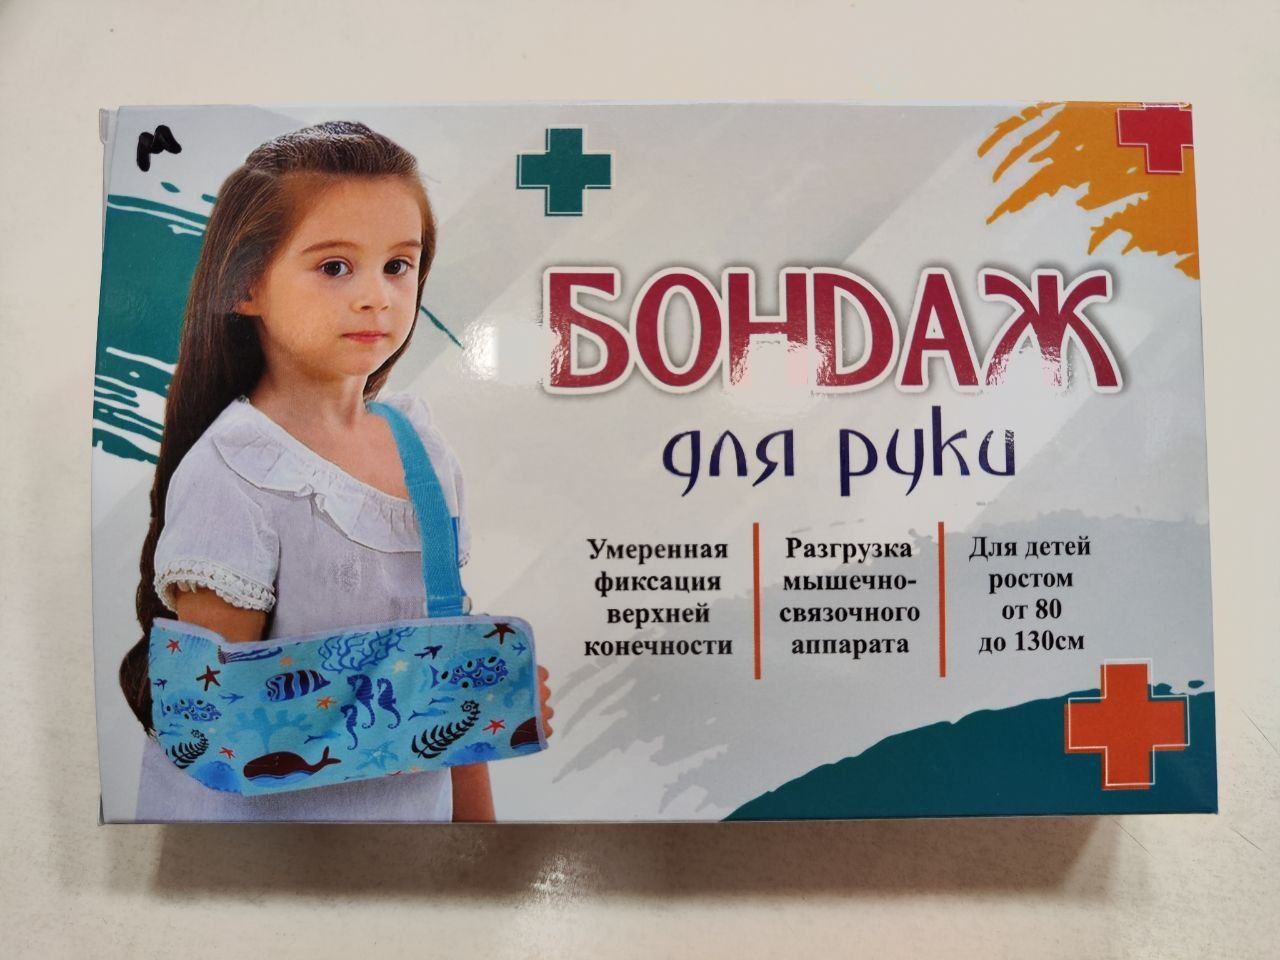 м
БОНДАЖ
для руки
Умеренная
фиксация
верхней
конечности
Разгрузка
мышечно-
связочного
аппарата
Для детей
ростом
от 80
до 130см